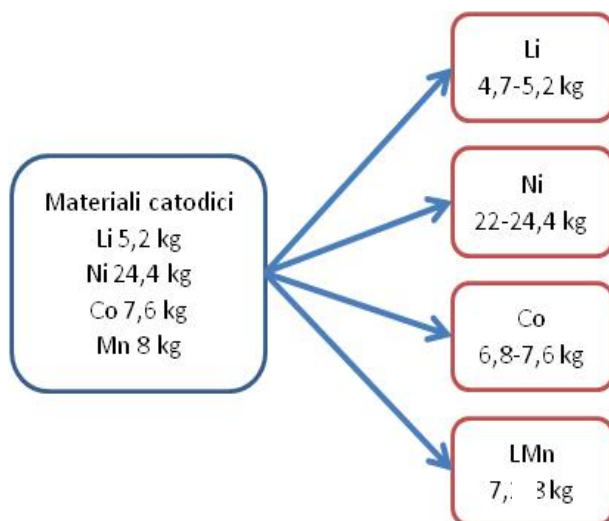 Materiali catodici
Li 5,2 kg
Ni 24,4 kg
Co 7,6 kg
Mn 8 kg
Li
4,7-5,2 kg
Ni
22-24,4 kg
Co
6,8-7,6 kg
LMn
kg